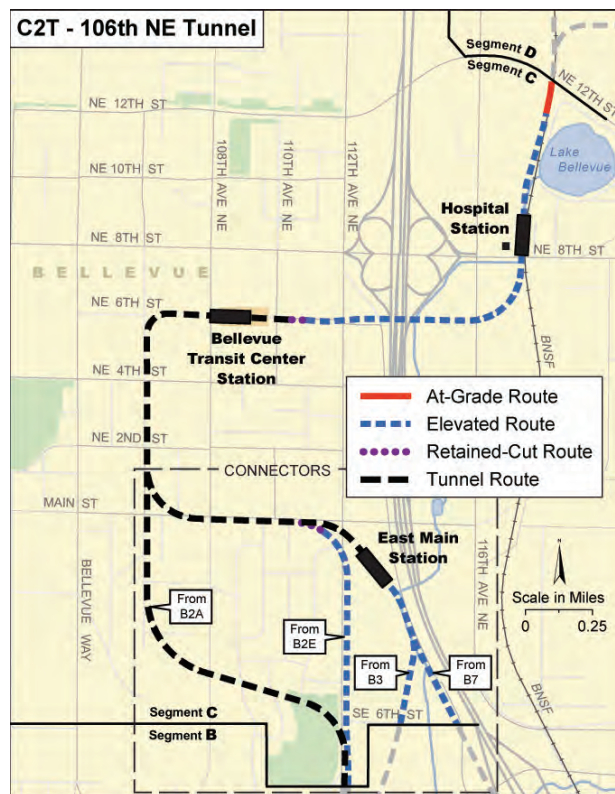 C2T - 106th NE Tunnel
Segment D
Segment C
NE 12TH ST
NE 12TH ST
108TH AVE NE
110TH AVE NE
112TH AVE NE
Lake
Bellevue
NE 10TH ST
Hospital
Station
NE 8TH ST
NE 8TH ST
BELLEVUE
NE 6TH ST
Bellevue
Transit Center
Station
BNSF
NE 4TH ST
At-Grade Route
Elevated Route
Retained-Cut Route
Tunnel Route
NE 2ND ST
CONNECTORS
MAIN ST
East Main
Station
116TH AVE NE
N
Scale in Miles
0 0.25
BELLEVUE
WAY
From
B2A
From
B2E
From
B3
From
B7
BNSF
Segment C
Segment B
SE 6TH ST